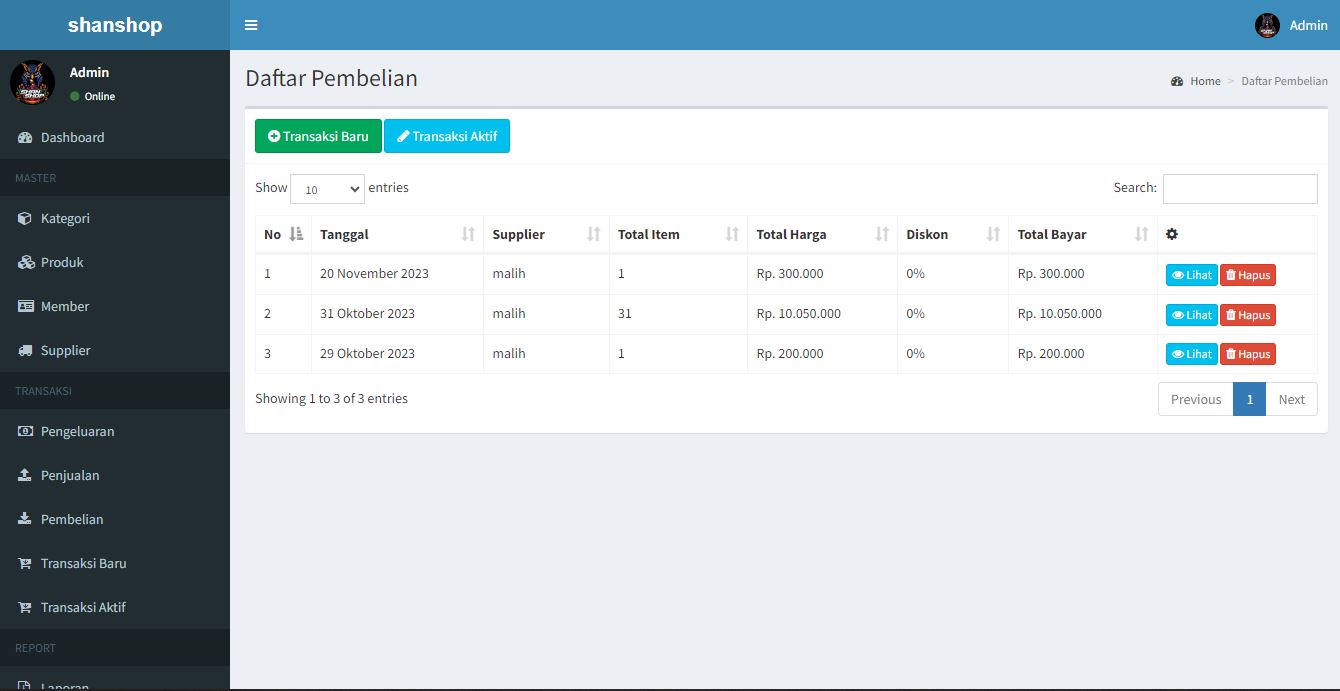 shanshop
Admin
Admin
Online
Dashboard
MASTER
Kategori
Produk
Member
Supplier
TRANSAKSI
Pengeluaran
Penjualan
Pembelian
Transaksi Baru
Transaksi Aktif
REPORT
Laporan
Daftar Pembelian
Home > Daftar Pembelian
Transaksi Baru Transaksi Aktif
Show 10 entries Search:
No Tanggal Supplier Total Item Total Harga Diskon Total Bayar
1 20 November 2023 malih 1 Rp. 300.000 0% Rp. 300.000 Lihat Hapus
2 31 Oktober 2023 malih 31 Rp. 10.050.000 0% Rp. 10.050.000 Lihat Hapus
3 29 Oktober 2023 malih 1 Rp. 200.000 0% Rp. 200.000 Lihat Hapus
Showing 1 to 3 of 3 entries Previous 1 Next